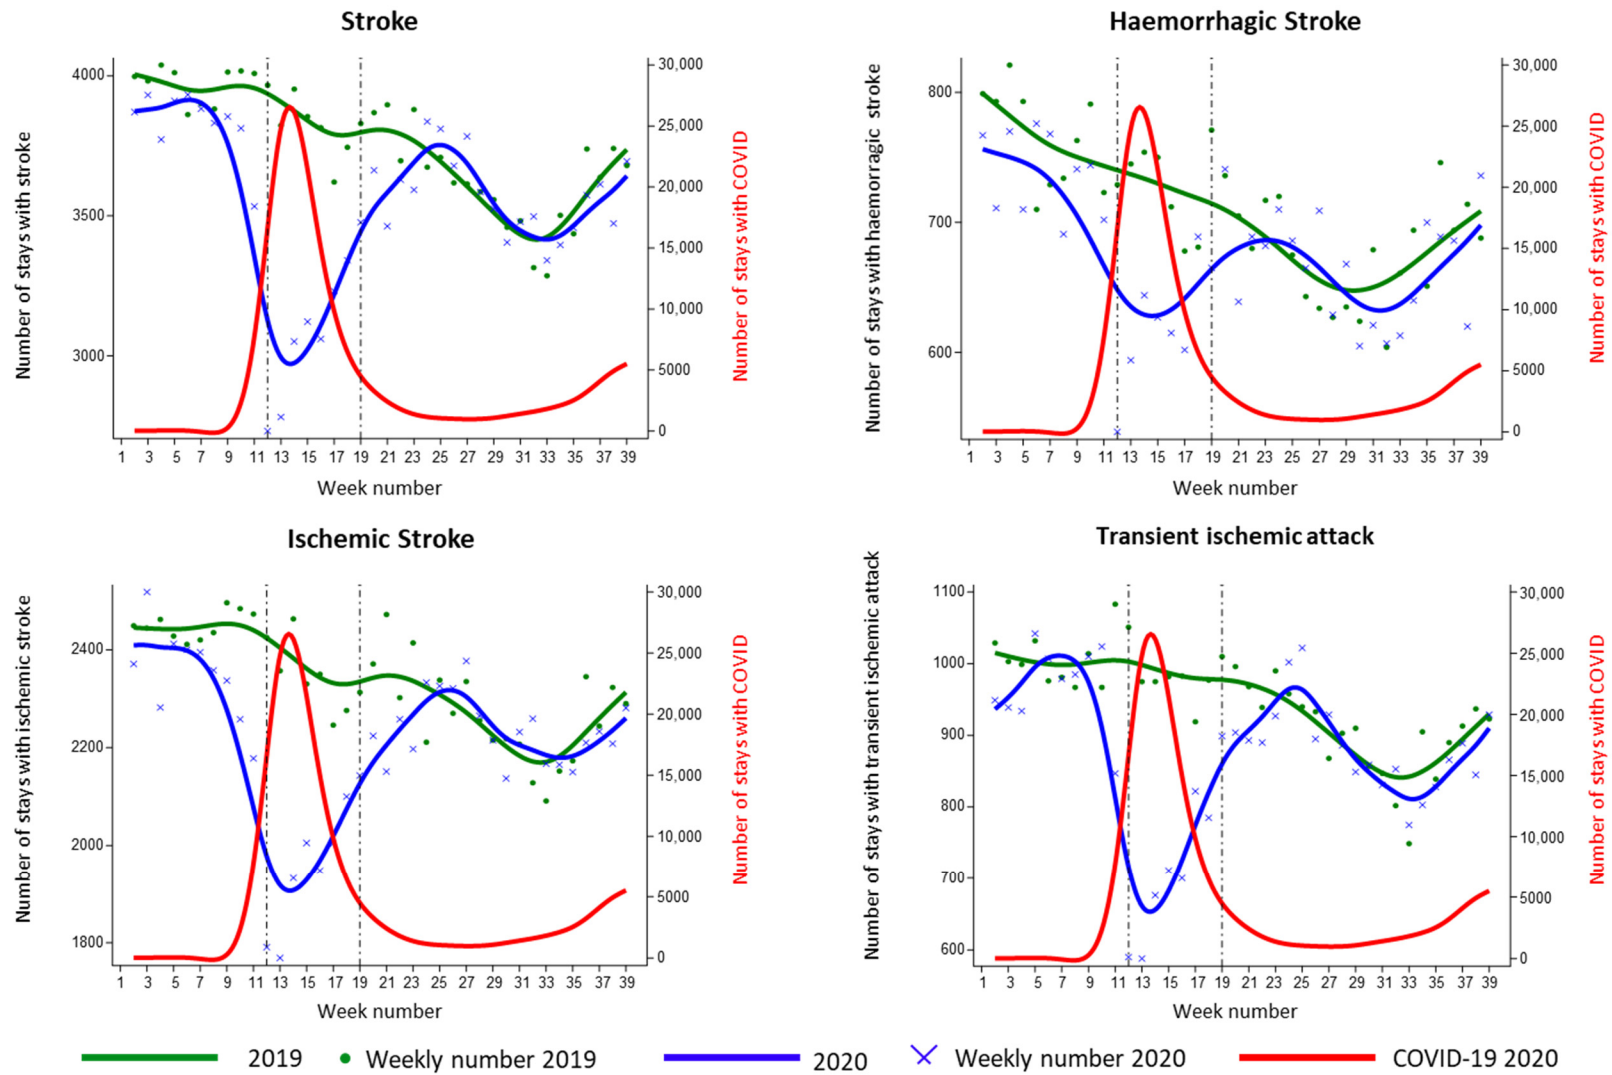 Stroke
Number of stays with stroke
4000
3500
3000
30,000
25,000
20,000
15,000
10,000
5000
0
Number of stays with COVID
1 3 5 7 9 11 13 15 17 19 21 23 25 27 29 31 33 35 37 39
Week number
Haemorrhagic Stroke
Number of stays with haemorragic stroke
800
700
600
30,000
25,000
20,000
15,000
10,000
5000
0
Number of stays with COVID
1 3 5 7 9 11 13 15 17 19 21 23 25 27 29 31 33 35 37 39
Week number
Ischemic Stroke
Number of stays with ischemic stroke
2400
2200
2000
1800
30,000
25,000
20,000
15,000
10,000
5000
0
Number of stays with COVID
1 3 5 7 9 11 13 15 17 19 21 23 25 27 29 31 33 35 37 39
Week number
Transient ischemic attack
Number of stays with transient ischemic attack
1100
1000
900
800
700
600
30,000
25,000
20,000
15,000
10,000
5000
0
Number of stays with COVID
1 3 5 7 9 11 13 15 17 19 21 23 25 27 29 31 33 35 37 39
Week number
2019 Weekly number 2019 2020 Weekly number 2020 COVID-19 2020